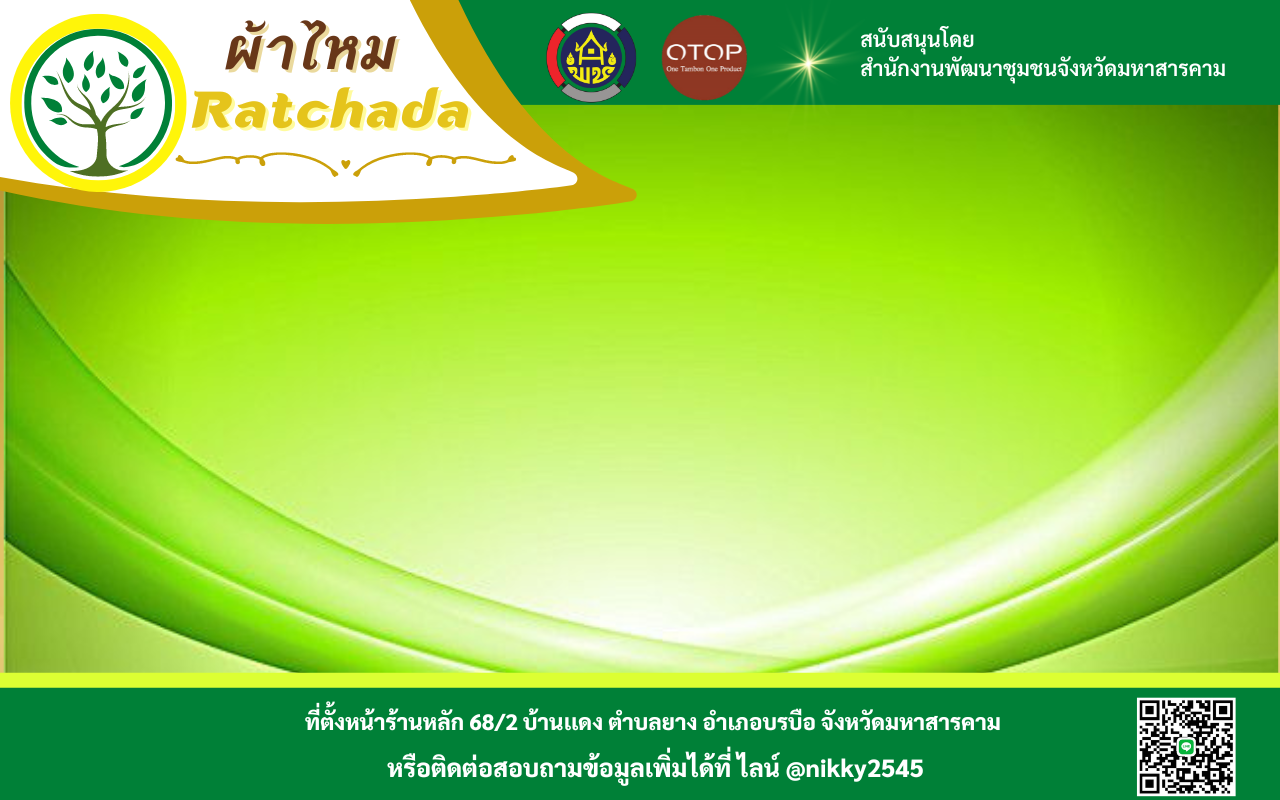 ผ้าไหม
Ratchada
พช
OTOP
One Tambon One Product
สนับสนุนโดย
สำนักงานพัฒนาชุมชนจังหวัดมหาสารคาม
ที่ตั้งหน้าร้านหลัก 68/2 บ้านแดง ตำบลยาง อำเภอบรบือ จังหวัดมหาสารคาม
หรือติดต่อสอบถามข้อมูลเพิ่มได้ที่ ไลน์ @nikky2545